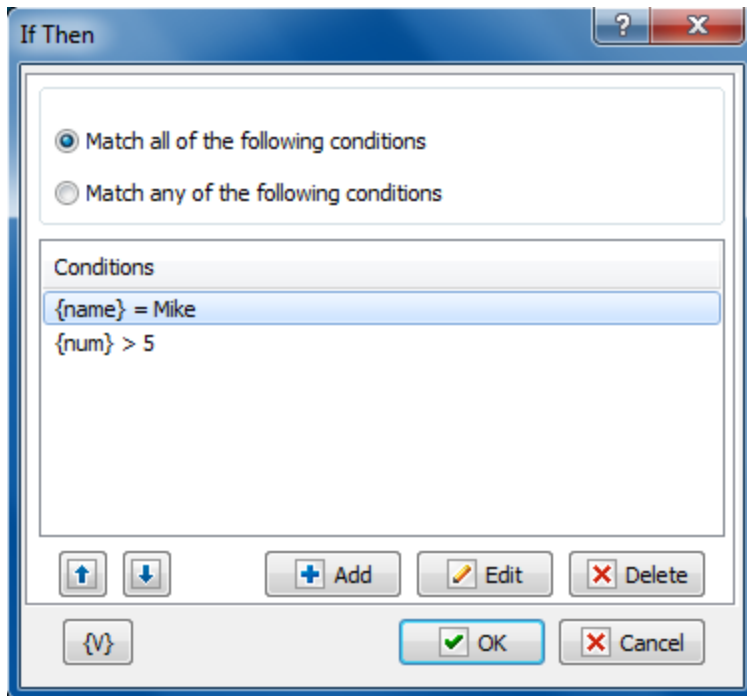 If Then
?
Match all of the following conditions
Match any of the following conditions
Conditions
{name} = Mike
{num} > 5
Add Edit Delete
{V} OK Cancel